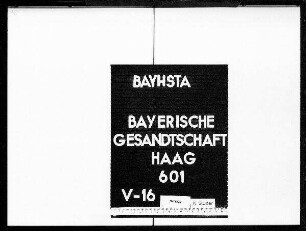 BAYHSTA
BAYERISCHE
GESANDTSCHAFT
HAAG
601
V-16